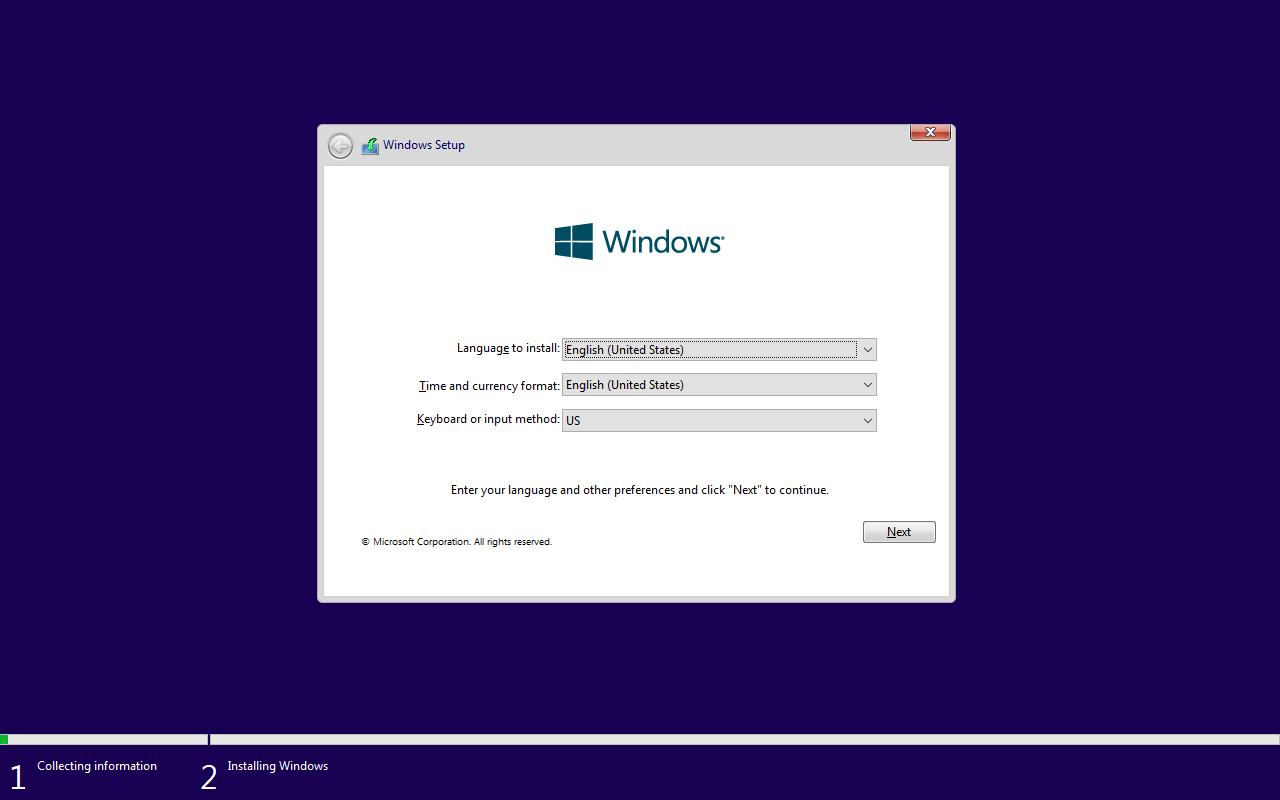 Windows Setup
Windows®
Language to install: English (United States)
Time and currency format: English (United States)
Keyboard or input method: US
Enter your language and other preferences and click "Next" to continue.
Next
© Microsoft Corporation. All rights reserved.
1 Collecting information
2 Installing Windows